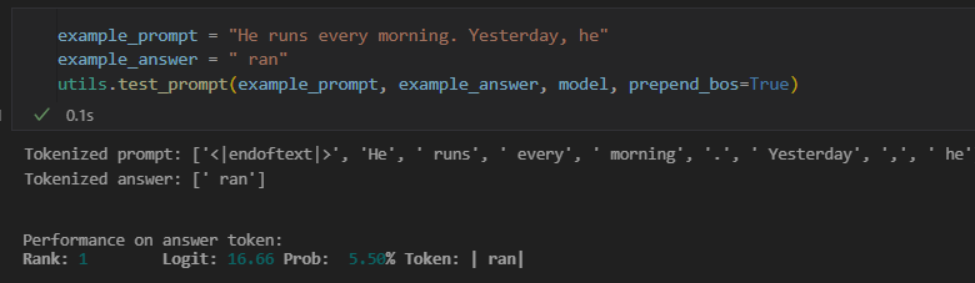 example_prompt = "He runs every morning. Yesterday, he"
example_answer = " ran"
utils.test_prompt(example_prompt, example_answer, model, prepend_bos=True)
0.1s
Tokenized prompt: ['<|endoftext|>', 'He', ' runs', ' every', ' morning', '.', ' Yesterday', ',', ' he'
Tokenized answer: [' ran']
Performance on answer token:
Rank: 1 Logit: 16.66 Prob: 5.50% Token: | ran|